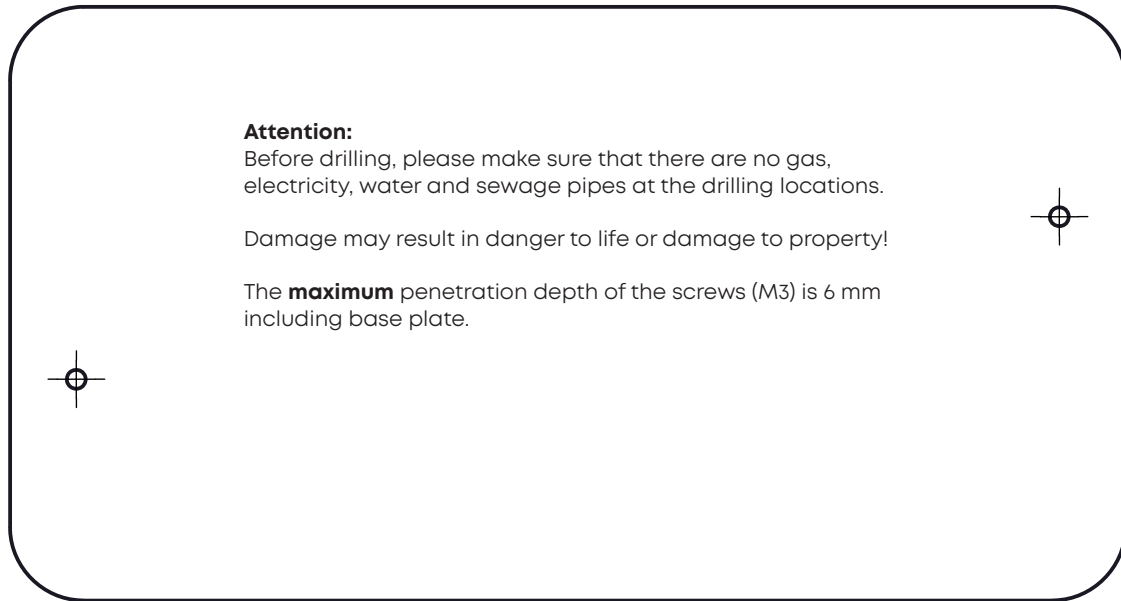 Attention:
Before drilling, please make sure that there are no gas,
electricity, water and sewage pipes at the drilling locations.
Damage may result in danger to life or damage to property!
The maximum penetration depth of the screws (M3) is 6 mm
including base plate.